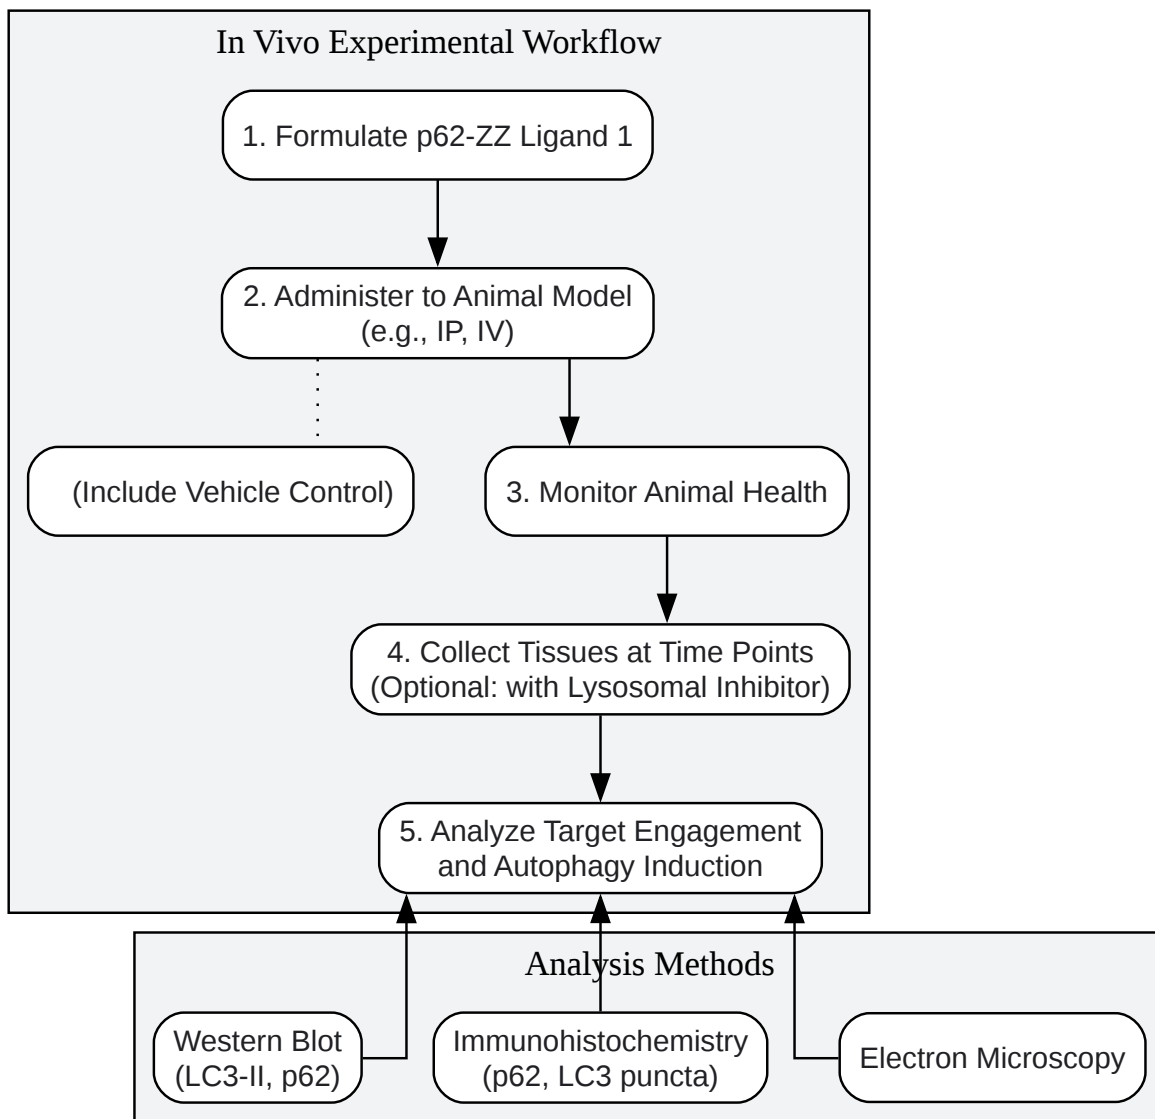 In Vivo Experimental Workflow
1. Formulate p62-ZZ Ligand 1
2. Administer to Animal Model
(e.g., IP, IV)
(Include Vehicle Control)
3. Monitor Animal Health
4. Collect Tissues at Time Points
(Optional: with Lysosomal Inhibitor)
5. Analyze Target Engagement
and Autophagy Induction
Analysis Methods
Western Blot
(LC3-II, p62)
Immunohistochemistry
(p62, LC3 puncta)
Electron Microscopy